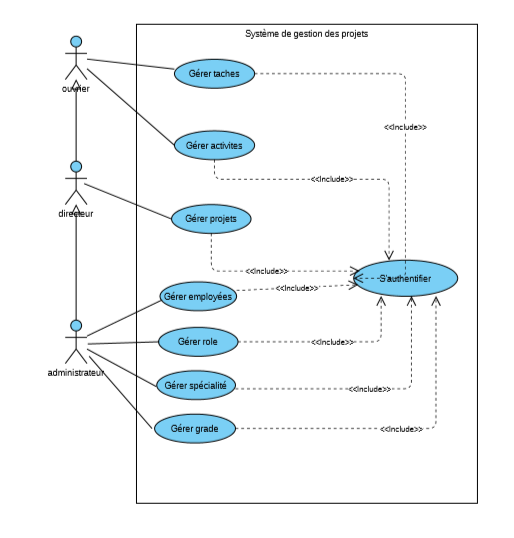 Système de gestion des projets
ouvrier
Gérer taches
<<Include>>
Gérer activites
<<Include>>
directeur
Gérer projets
<<Include>>
S'authentifier
Gérer employées
<<Include>>
administrateur
Gérer role
<<Include>>
Gérer spécialité
<<Include>>
Gérer grade
<<Include>>